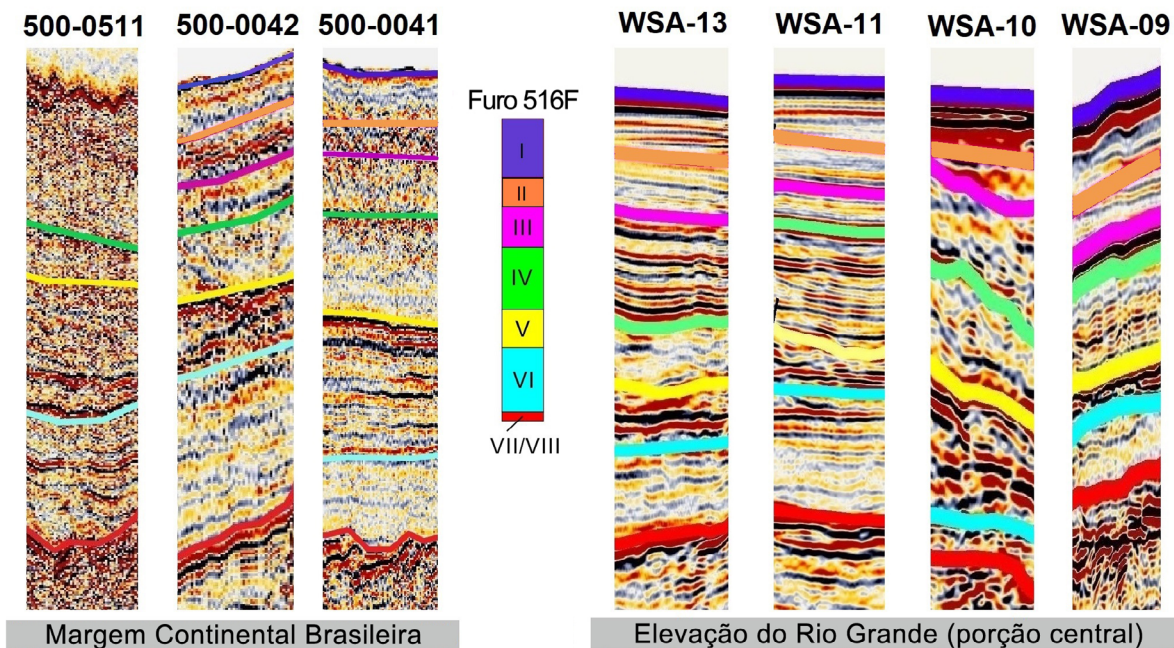 500-0511 500-0042 500-0041
WSA-13 WSA-11 WSA-10 WSA-09
Furo 516F
I
II
III
IV
V
VI
VII/VIII
Margem Continental Brasileira
Elevação do Rio Grande (porção central)